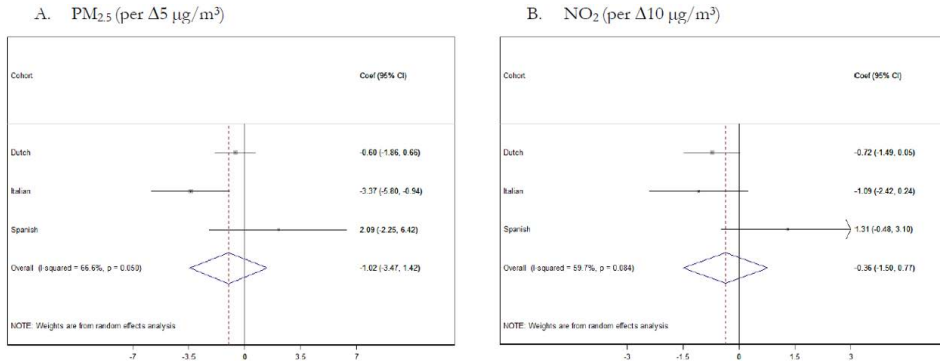 A. PM2.5 (per Δ5 μg/m³)
Cohort Coef (95% CI)
Dutch -0.60 (-1.86, 0.66)
Italian -3.37 (-5.80, -0.94)
Spanish 2.09 (-2.25, 6.42)
Overall (I-squared = 66.6%, p = 0.050) -1.02 (-3.47, 1.42)
NOTE: Weights are from random effects analysis
-7 -3.5 0 3.5 7
B. NO2 (per Δ10 μg/m³)
Cohort Coef (95% CI)
Dutch -0.72 (-1.49, 0.05)
Italian -1.09 (-2.42, 0.24)
Spanish 1.31 (-0.48, 3.10)
Overall (I-squared = 59.7%, p = 0.084) -0.36 (-1.50, 0.77)
NOTE: Weights are from random effects analysis
-3 -1.5 0 1.5 3